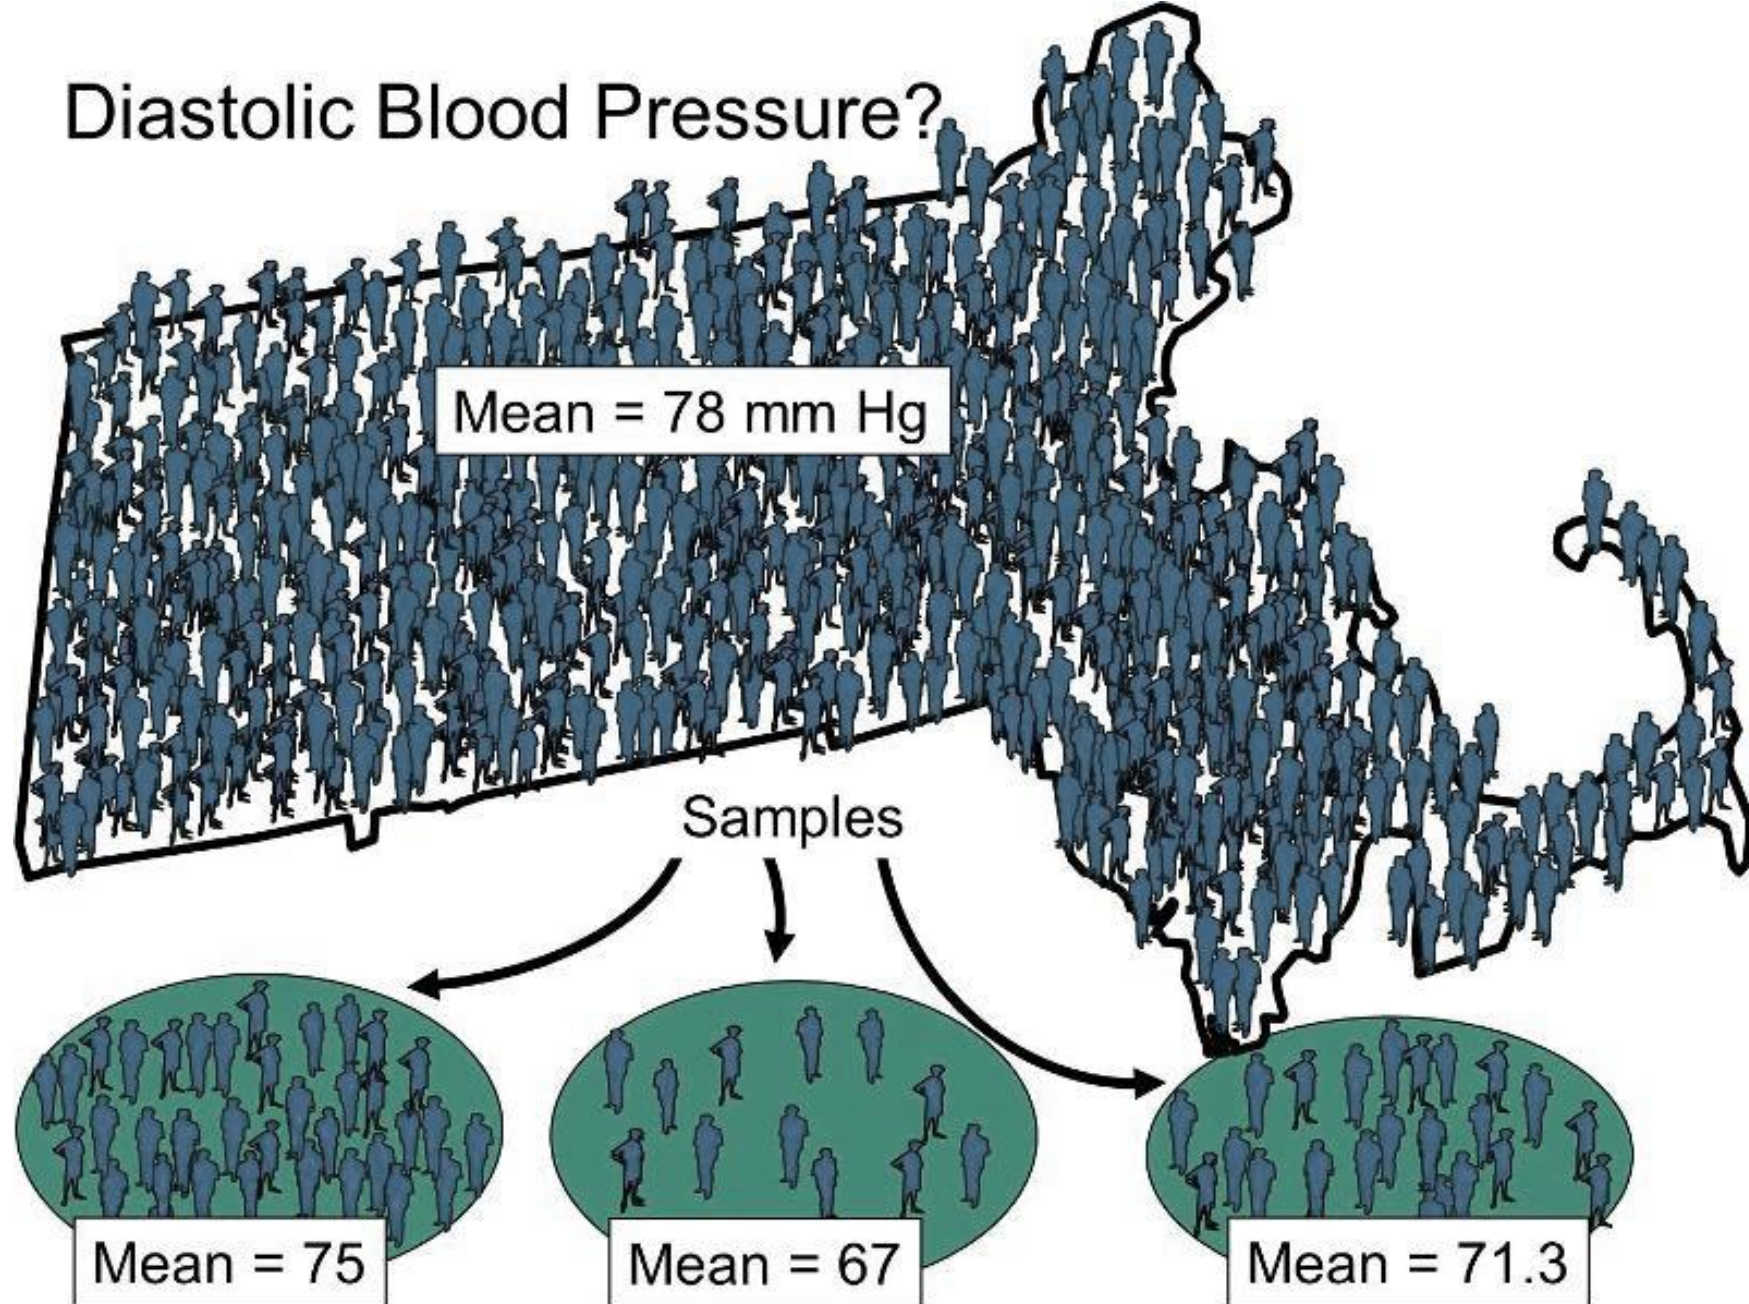 Diastolic Blood Pressure?
Mean = 78 mm Hg
Samples
Mean = 75
Mean = 67
Mean = 71.3